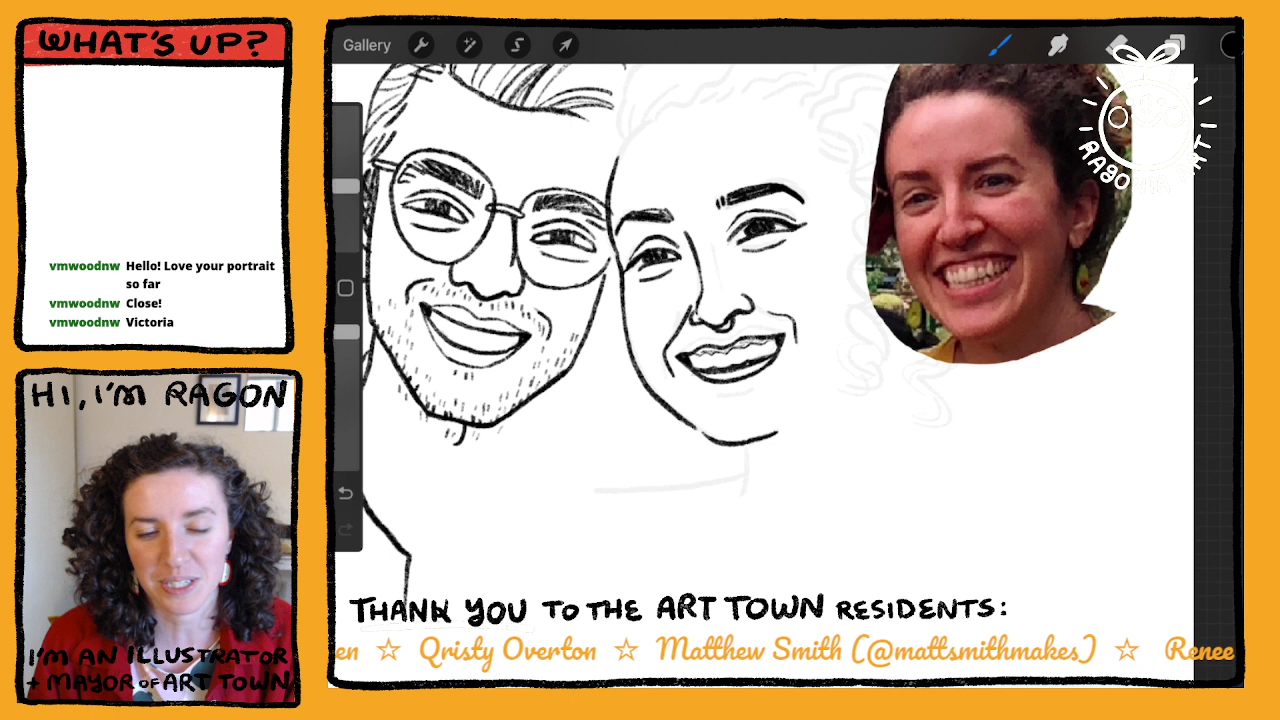 WHAT'S UP?
vmwoodnw Hello! Love your portrait
so far
vmwoodnw Close!
vmwoodnw Victoria
HI, I'M RAGON
I'M AN ILLUSTRATOR
+ MAYOR OF ART TOWN
Gallery
THANK YOU TO THE ART TOWN RESIDENTS:
en ☆ Qristy Overton ☆ Matthew Smith (@mattsmithmakes) ☆ Renee